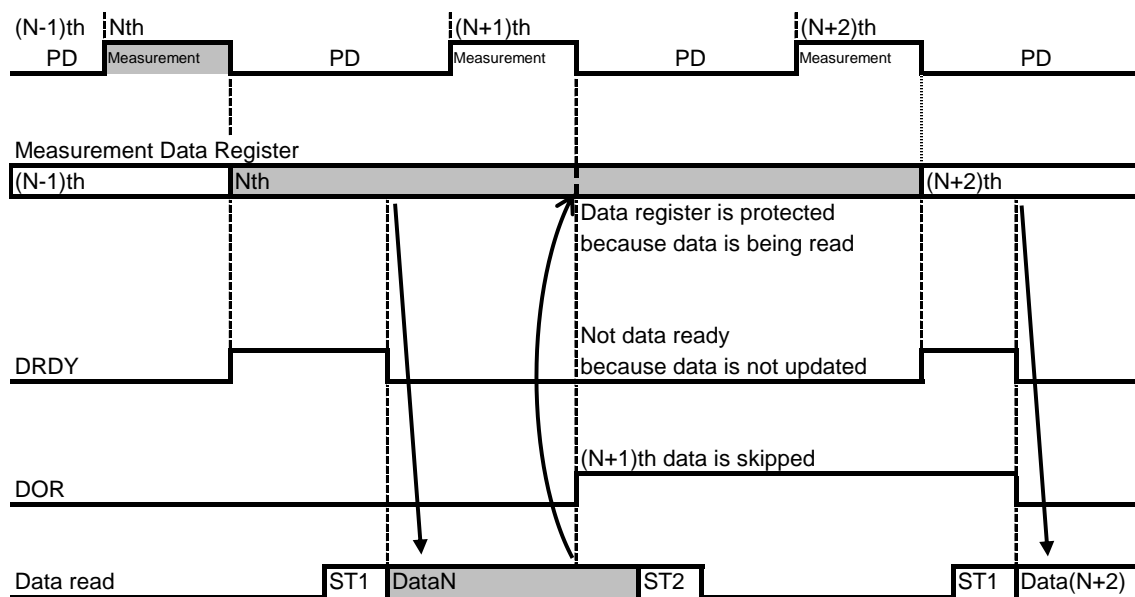 (N-1)th Nth (N+1)th (N+2)th
PD Measurement PD Measurement PD Measurement PD
Measurement Data Register
(N-1)th Nth (N+2)th
Data register is protected
because data is being read
Not data ready
DRDY because data is not updated
(N+1)th data is skipped
DOR
Data read ST1 DataN ST2 ST1 Data(N+2)